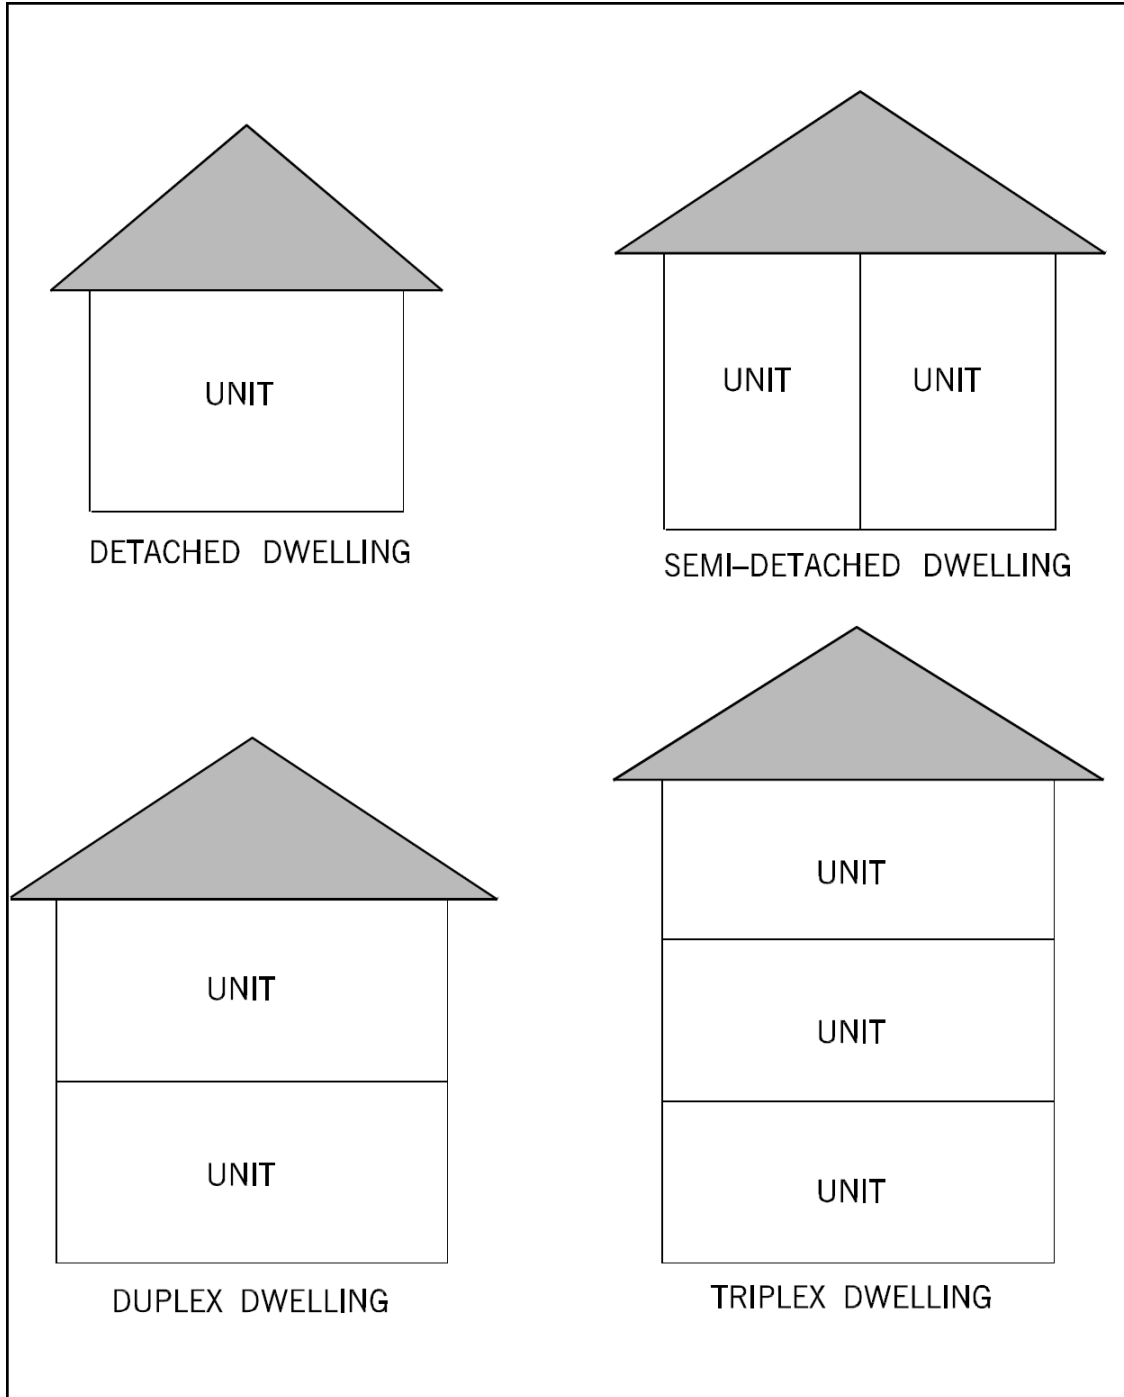 UNIT
DETACHED DWELLING
UNIT UNIT
SEMI–DETACHED DWELLING
UNIT
UNIT
DUPLEX DWELLING
UNIT
UNIT
UNIT
TRIPLEX DWELLING